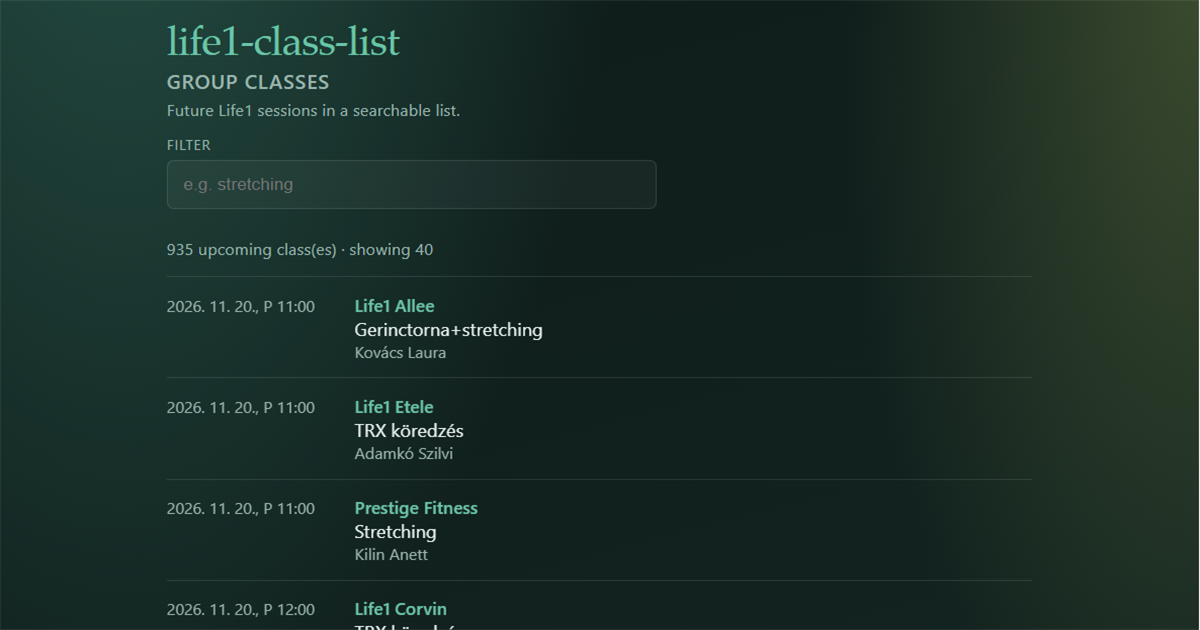 life1-class-list
GROUP CLASSES
Future Life1 sessions in a searchable list.
FILTER
e.g. stretching
935 upcoming class(es) · showing 40
2026. 11. 20., P 11:00
Life1 Allee
Gerinctorna+stretching
Kovács Laura
2026. 11. 20., P 11:00
Life1 Etele
TRX köredzés
Adamkó Szilvi
2026. 11. 20., P 11:00
Prestige Fitness
Stretching
Kilin Anett
2026. 11. 20., P 12:00
Life1 Corvin